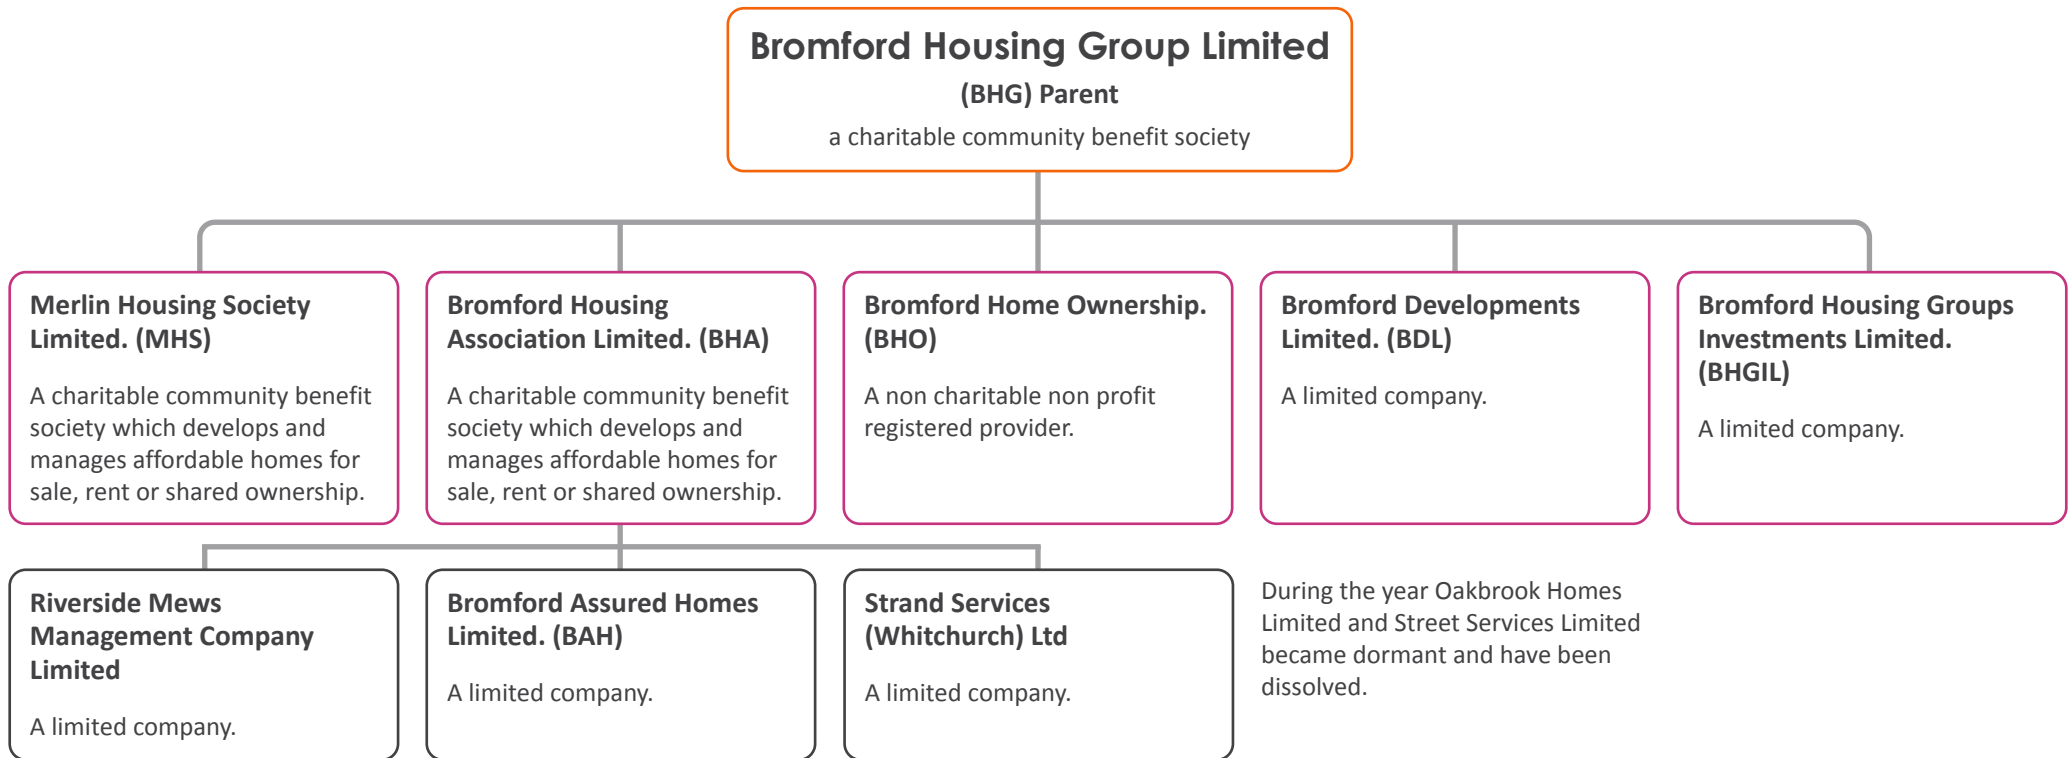 Bromford Housing Group Limited
(BHG) Parent
a charitable community benefit society
Merlin Housing Society
Limited. (MHS)
A charitable community benefit
society which develops and
manages affordable homes for
sale, rent or shared ownership.
Bromford Housing
Association Limited. (BHA)
A charitable community benefit
society which develops and
manages affordable homes for
sale, rent or shared ownership.
Bromford Home Ownership.
(BHO)
A non charitable non profit
registered provider.
Bromford Developments
Limited. (BDL)
A limited company.
Bromford Housing Groups
Investments Limited.
(BHGIL)
A limited company.
Riverside Mews
Management Company
Limited
A limited company.
Bromford Assured Homes
Limited. (BAH)
A limited company.
Strand Services
(Whitchurch) Ltd
A limited company.
During the year Oakbrook Homes
Limited and Street Services Limited
became dormant and have been
dissolved.